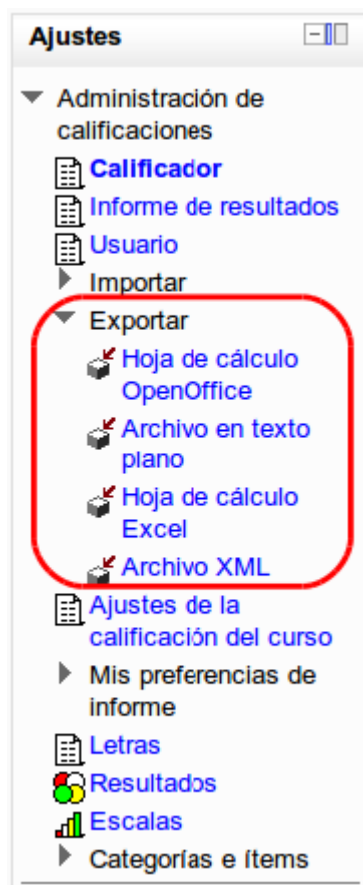 Ajustes
Administración de
calificaciones
Calificador
Informe de resultados
Usuario
Importar
Exportar
Hoja de cálculo
OpenOffice
Archivo en texto
plano
Hoja de cálculo
Excel
Archivo XML
Ajustes de la
calificación del curso
Mis preferencias de
informe
Letras
Resultados
Escalas
Categorías e ítems